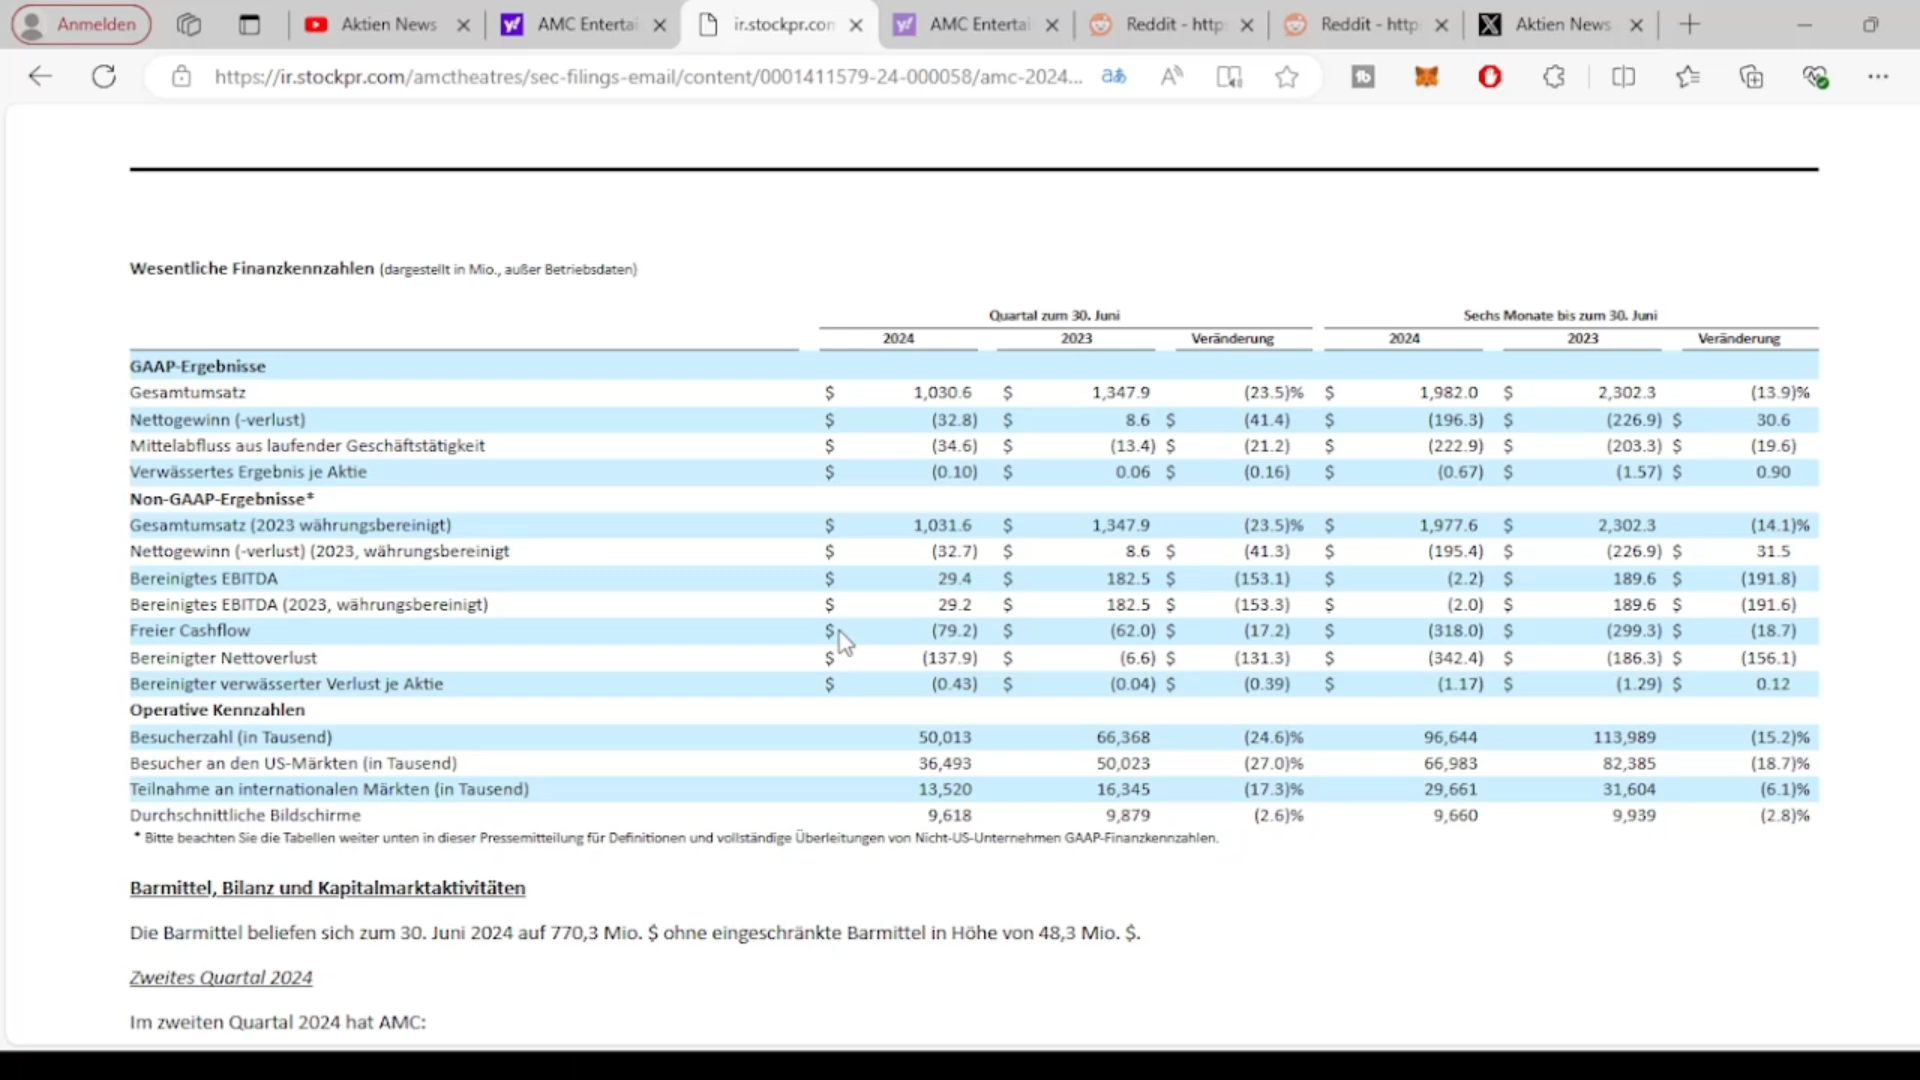 Anmelden
Aktien News
AMC Entertai
ir.stockpr.con
AMC Entertai
Reddit - http
Reddit - http
Aktien News
https://ir.stockpr.com/amctheatres/sec-filings-email/content/0001411579-24-000058/amc-2024...
Wesentliche Finanzkennzahlen (dargestellt in Mio., außer Betriebsdaten)
Quartal zum 30. Juni Sechs Monate bis zum 30. Juni
2024 2023 Veränderung 2024 2023 Veränderung
GAAP-Ergebnisse
Gesamtumsatz $ 1,030.6 $ 1,347.9 (23.5)% $ 1,982.0 $ 2,302.3 (13.9)%
Nettogewinn (-verlust) $ (32.8) $ 8.6 $ (41.4) $ (196.3) $ (226.9) $ 30.6
Mittelabfluss aus laufender Geschäftstätigkeit $ (34.6) $ (13.4) $ (21.2) $ (222.9) $ (203.3) $ (19.6)
Verwässertes Ergebnis je Aktie $ (0.10) $ 0.06 $ (0.16) $ (0.67) $ (1.57) $ 0.90
Non-GAAP-Ergebnisse*
Gesamtumsatz (2023 währungsbereinigt) $ 1,031.6 $ 1,347.9 (23.5)% $ 1,977.6 $ 2,302.3 (14.1)%
Nettogewinn (-verlust) (2023, währungsbereinigt $ (32.7) $ 8.6 $ (41.3) $ (195.4) $ (226.9) $ 31.5
Bereinigtes EBITDA $ 29.4 $ 182.5 $ (153.1) $ (2.2) $ 189.6 $ (191.8)
Bereinigtes EBITDA (2023, währungsbereinigt) $ 29.2 $ 182.5 $ (153.3) $ (2.0) $ 189.6 $ (191.6)
Freier Cashflow $ (79.2) $ (62.0) $ (17.2) $ (318.0) $ (299.3) $ (18.7)
Bereinigter Nettoverlust $ (137.9) $ (6.6) $ (131.3) $ (342.4) $ (186.3) $ (156.1)
Bereinigter verwässerter Verlust je Aktie $ (0.43) $ (0.04) $ (0.39) $ (1.17) $ (1.29) $ 0.12
Operative Kennzahlen
Besucherzahl (in Tausend) 50,013 66,368 (24.6)% 96,644 113,989 (15.2)%
Besucher an den US-Märkten (in Tausend) 36,493 50,023 (27.0)% 66,983 82,385 (18.7)%
Teilnahme an internationalen Märkten (in Tausend) 13,520 16,345 (17.3)% 29,661 31,604 (6.1)%
Durchschnittliche Bildschirme 9,618 9,879 (2.6)% 9,660 9,939 (2.8)%
* Bitte beachten Sie die Tabellen weiter unten in dieser Pressemitteilung für Definitionen und vollständige Überleitungen von Nicht-US-Unternehmen GAAP-Finanzkennzahlen.
Barmittel, Bilanz und Kapitalmarktaktivitäten
Die Barmittel beliefen sich zum 30. Juni 2024 auf 770,3 Mio. $ ohne eingeschränkte Barmittel in Höhe von 48,3 Mio. $.
Zweites Quartal 2024
Im zweiten Quartal 2024 hat AMC: